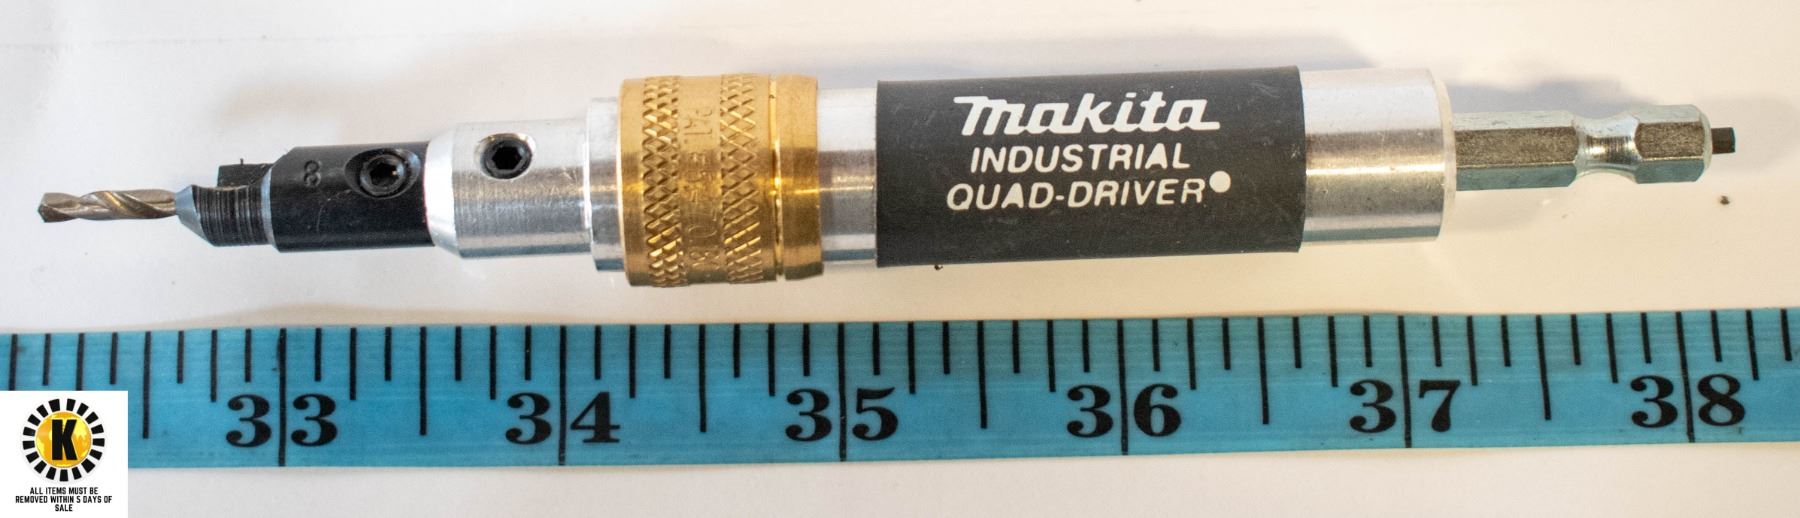 8
makita
INDUSTRIAL
QUAD-DRIVER
33 34 35 36 37 38
K
ALL ITEMS MUST BE
REMOVED WITHIN 5 DAYS OF
SALE